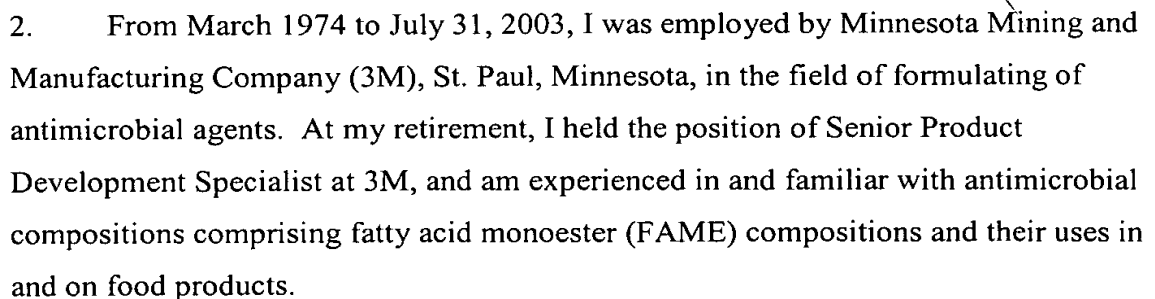 2. From March 1974 to July 31, 2003, I was employed by Minnesota Mining and
Manufacturing Company (3M), St. Paul, Minnesota, in the field of formulating of
antimicrobial agents. At my retirement, I held the position of Senior Product
Development Specialist at 3M, and am experienced in and familiar with antimicrobial
compositions comprising fatty acid monoester (FAME) compositions and their uses in
and on food products.